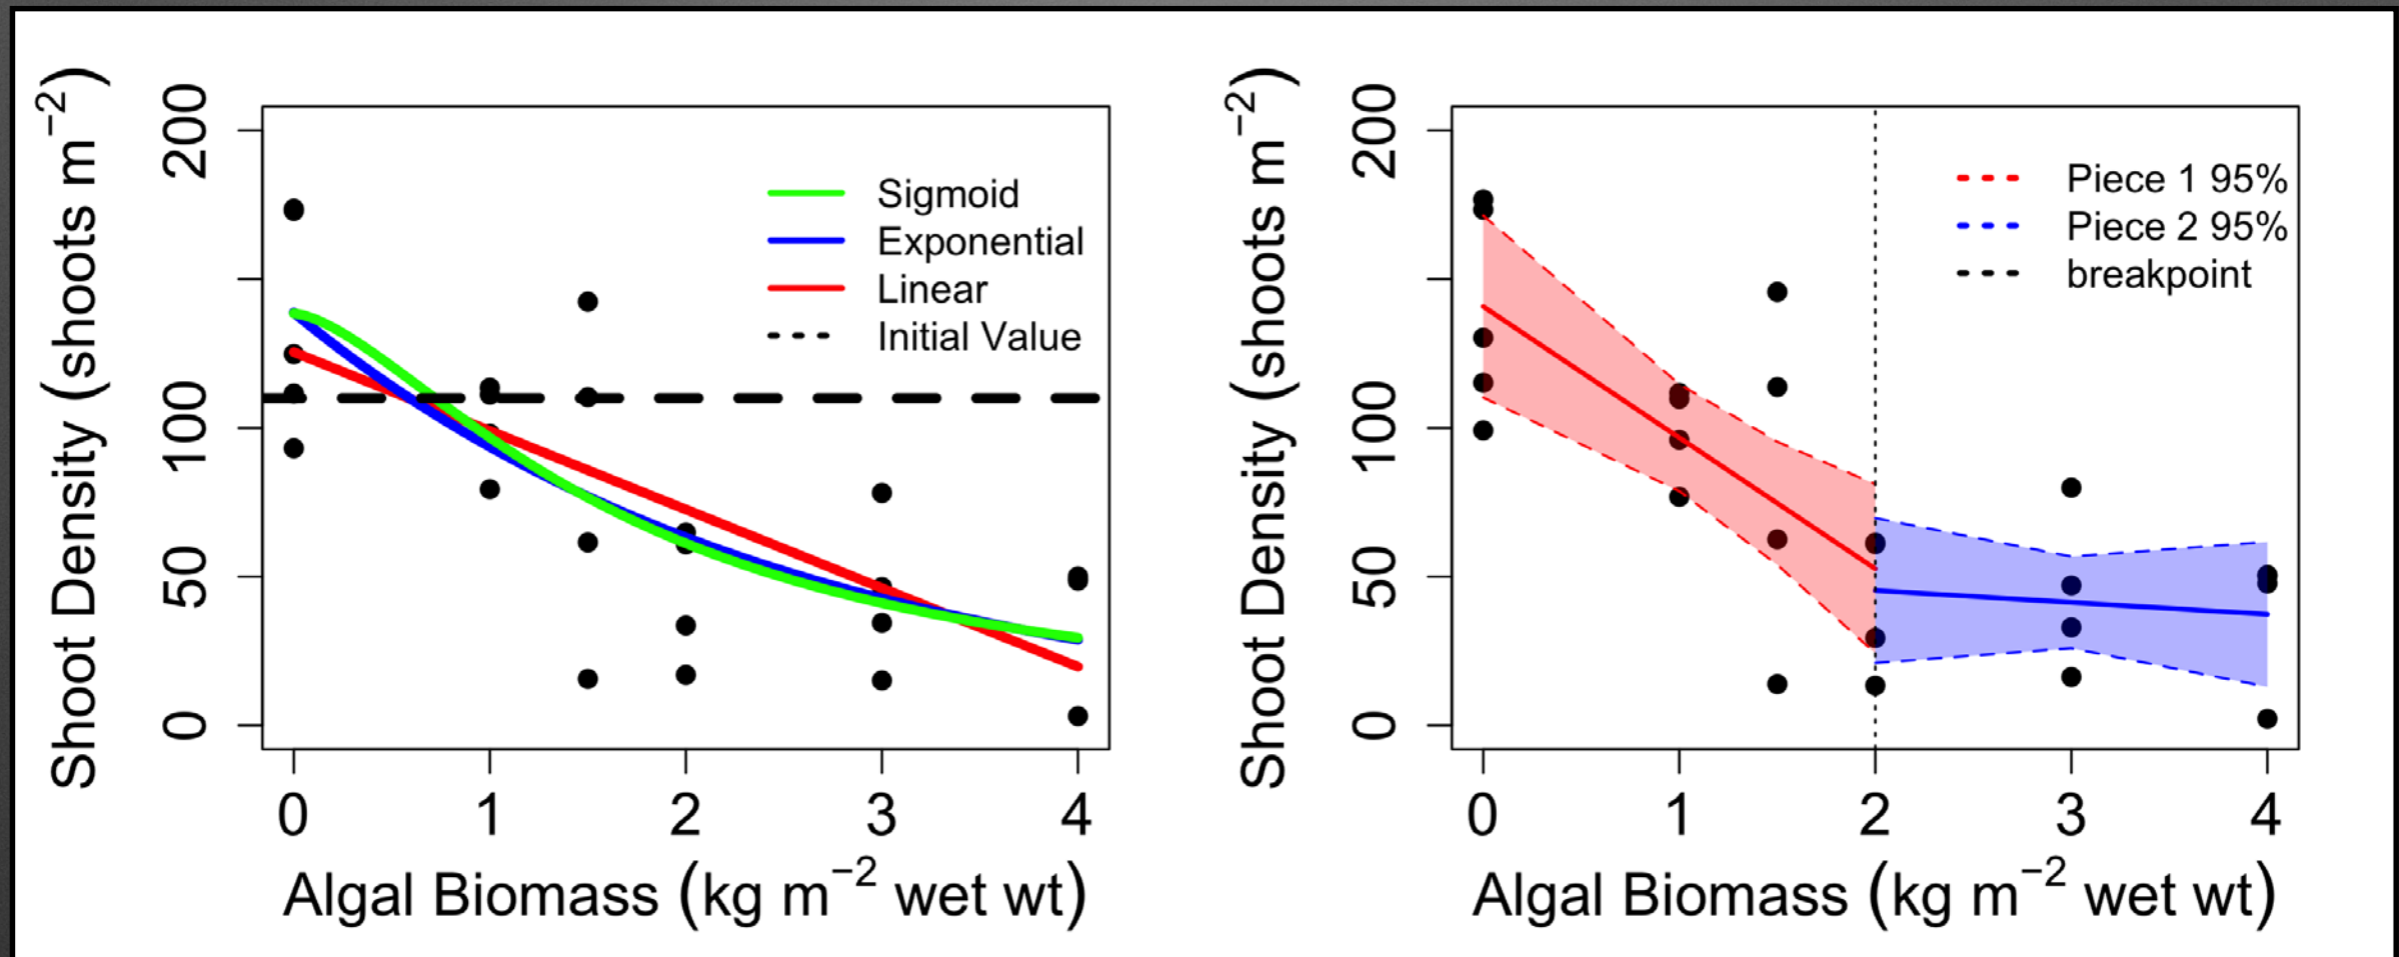 Shoot Density (shoots m⁻²)
200
100
50
0
Sigmoid
Exponential
Linear
Initial Value
0 1 2 3 4
Algal Biomass (kg m⁻² wet wt)
Shoot Density (shoots m⁻²)
200
100
50
0
Piece 1 95%
Piece 2 95%
breakpoint
0 1 2 3 4
Algal Biomass (kg m⁻² wet wt)